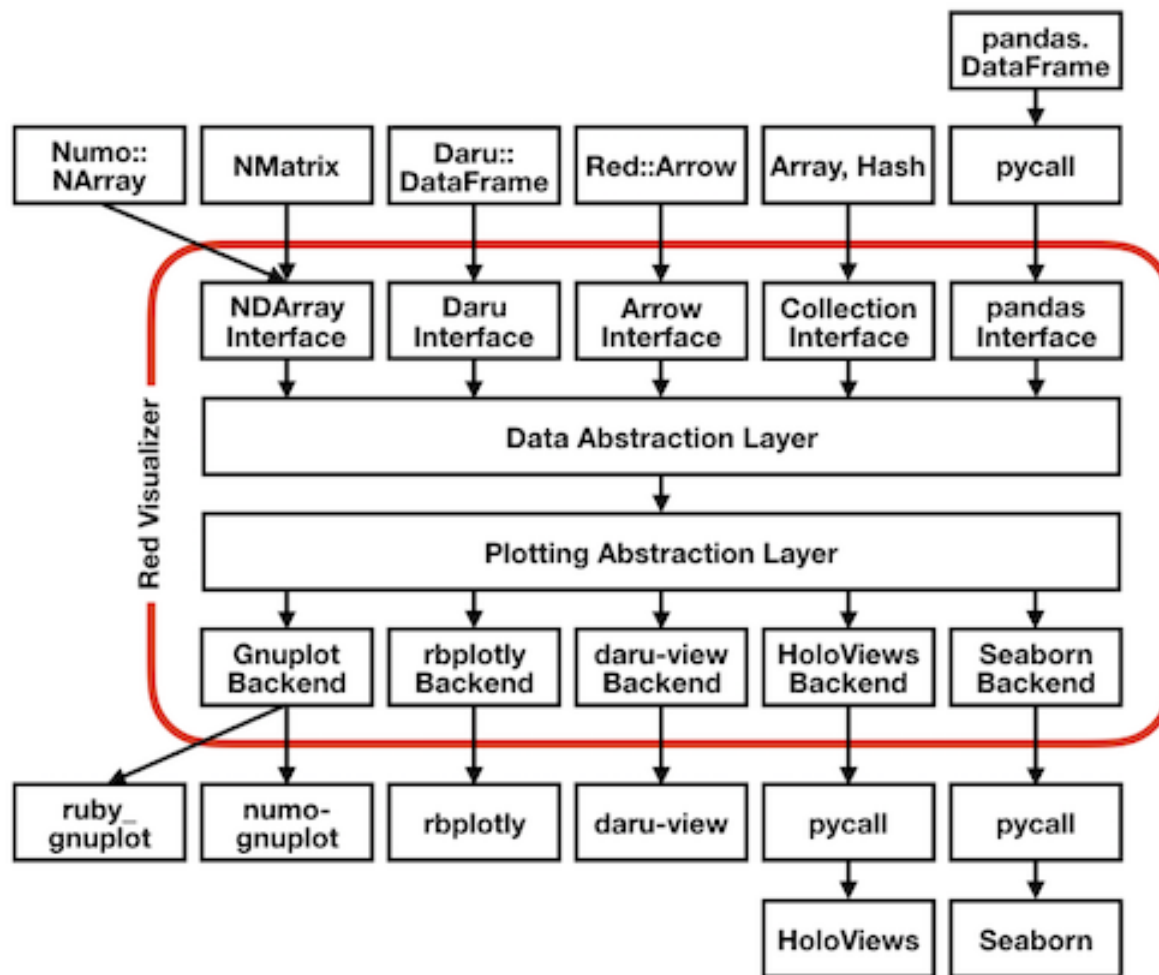 pandas.
DataFrame
Numo::
NArray
NMatrix
Daru::
DataFrame
Red::Arrow
Array, Hash
pycall
NDArray
Interface
Daru
Interface
Arrow
Interface
Collection
Interface
pandas
Interface
Data Abstraction Layer
Red Visualizer
Plotting Abstraction Layer
Gnuplot
Backend
rbplotly
Backend
daru-view
Backend
HoloViews
Backend
Seaborn
Backend
ruby_
gnuplot
numo-
gnuplot
rbplotly
daru-view
pycall
pycall
HoloViews
Seaborn